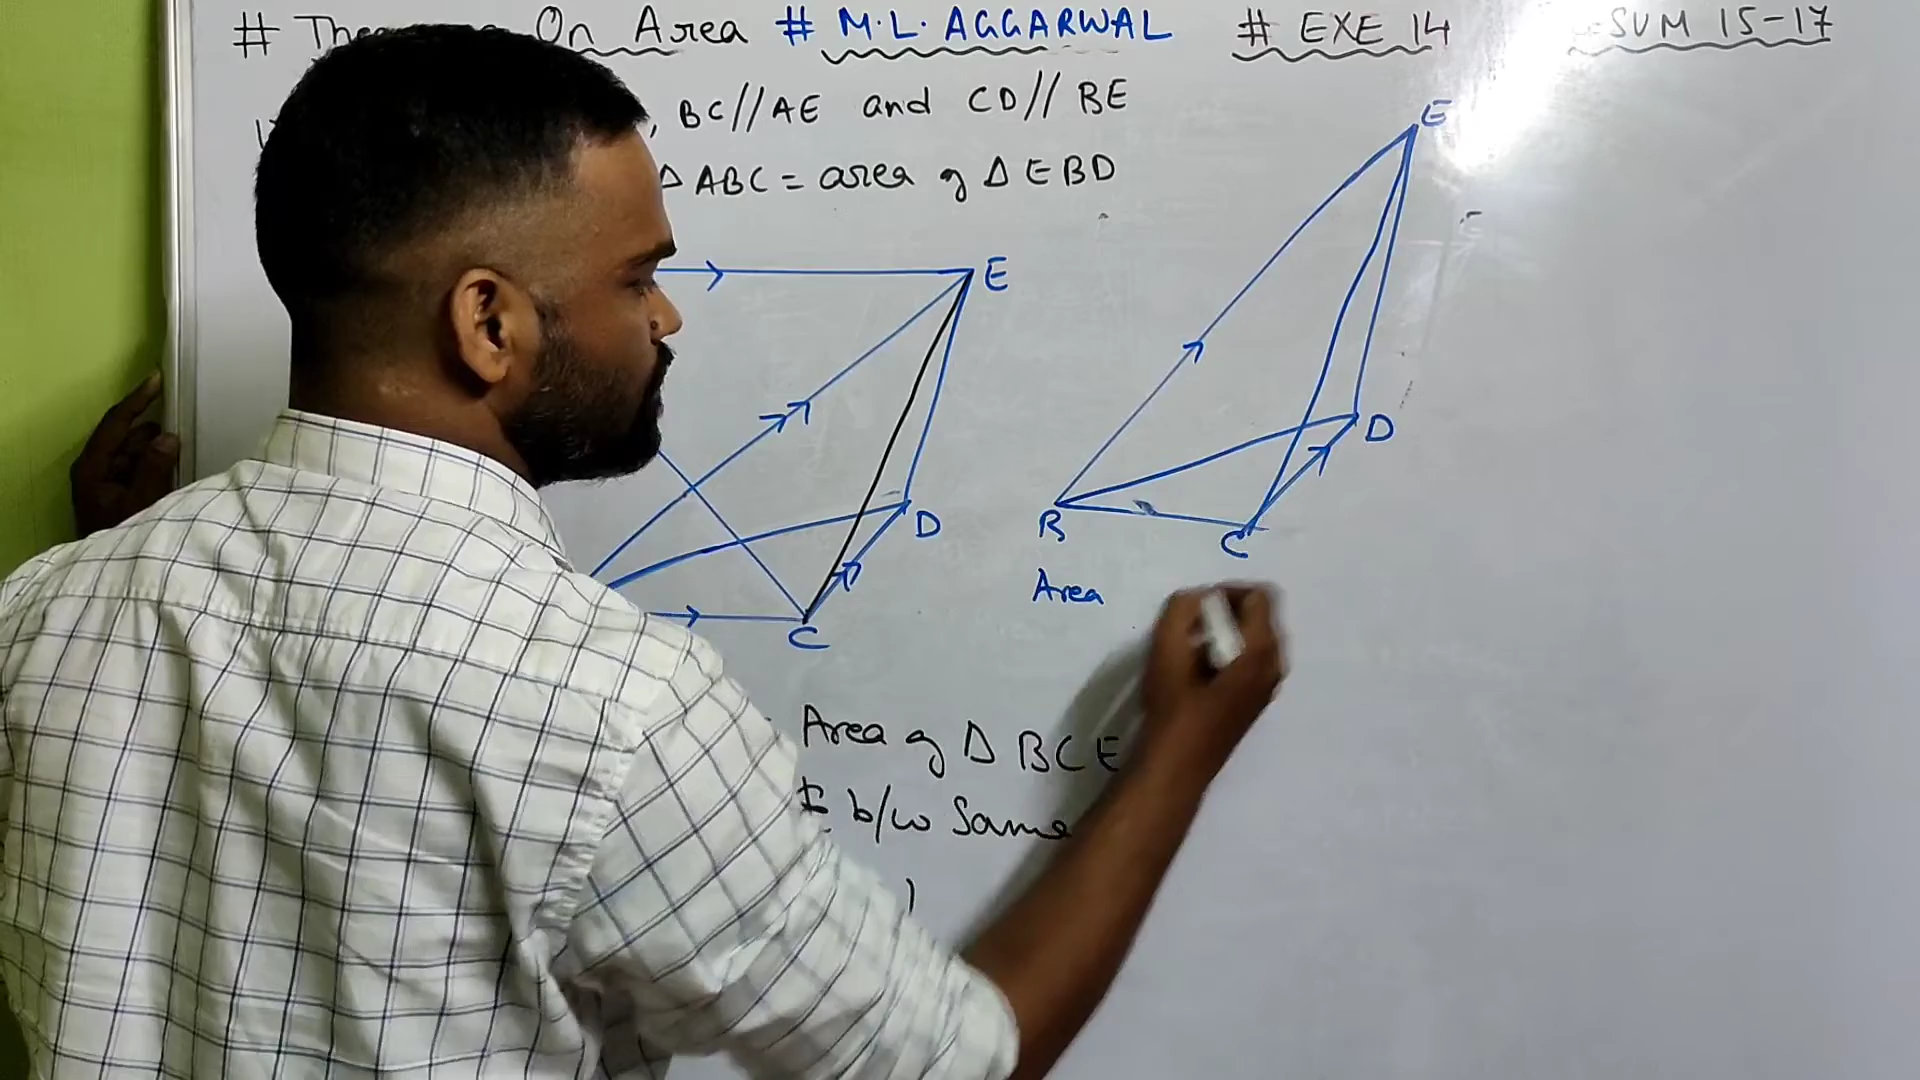 # On Area # M.L. AGGARWAL # EXE 14 SUM 15-17
, BC//AE and CD// BE
Δ ABC = area of Δ EBD
E
E
D
C
B
D
C
Area
Area of Δ BCE
b/w Same